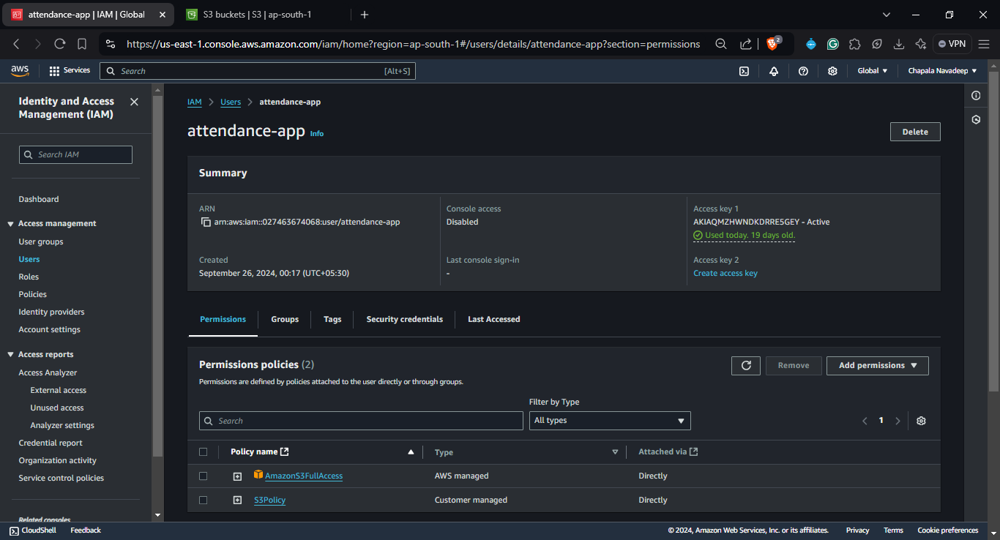 attendance-app | IAM | Global
S3 buckets | S3 | ap-south-1
https://us-east-1.console.aws.amazon.com/iam/home?region=ap-south-1#/users/details/attendance-app?section=permissions
2
VPN
aws
Services
Search
[Alt+S]
Global
Chapala Navadeep
Identity and Access
Management (IAM)
Search IAM
Dashboard
Access management
User groups
Users
Roles
Policies
Identity providers
Account settings
Access reports
Access Analyzer
External access
Unused access
Analyzer settings
Credential report
Organization activity
Service control policies
Related consoles
IAM > Users > attendance-app
attendance-app Info
Delete
Summary
ARN
arn:aws:iam::027463674068:user/attendance-app
Console access
Disabled
Access key 1
AKIAQMZHWNDKDRRE5GEY - Active
Used today. 19 days old.
Created
September 26, 2024, 00:17 (UTC+05:30)
Last console sign-in
-
Access key 2
Create access key
Permissions
Groups
Tags
Security credentials
Last Accessed
Permissions policies (2)
Remove
Add permissions
Permissions are defined by policies attached to the user directly or through groups.
Filter by Type
Search
All types
1
Policy name
Type
Attached via
AmazonS3FullAccess
AWS managed
Directly
S3Policy
Customer managed
Directly
CloudShell
Feedback
© 2024, Amazon Web Services, Inc. or its affiliates.
Privacy
Terms
Cookie preferences